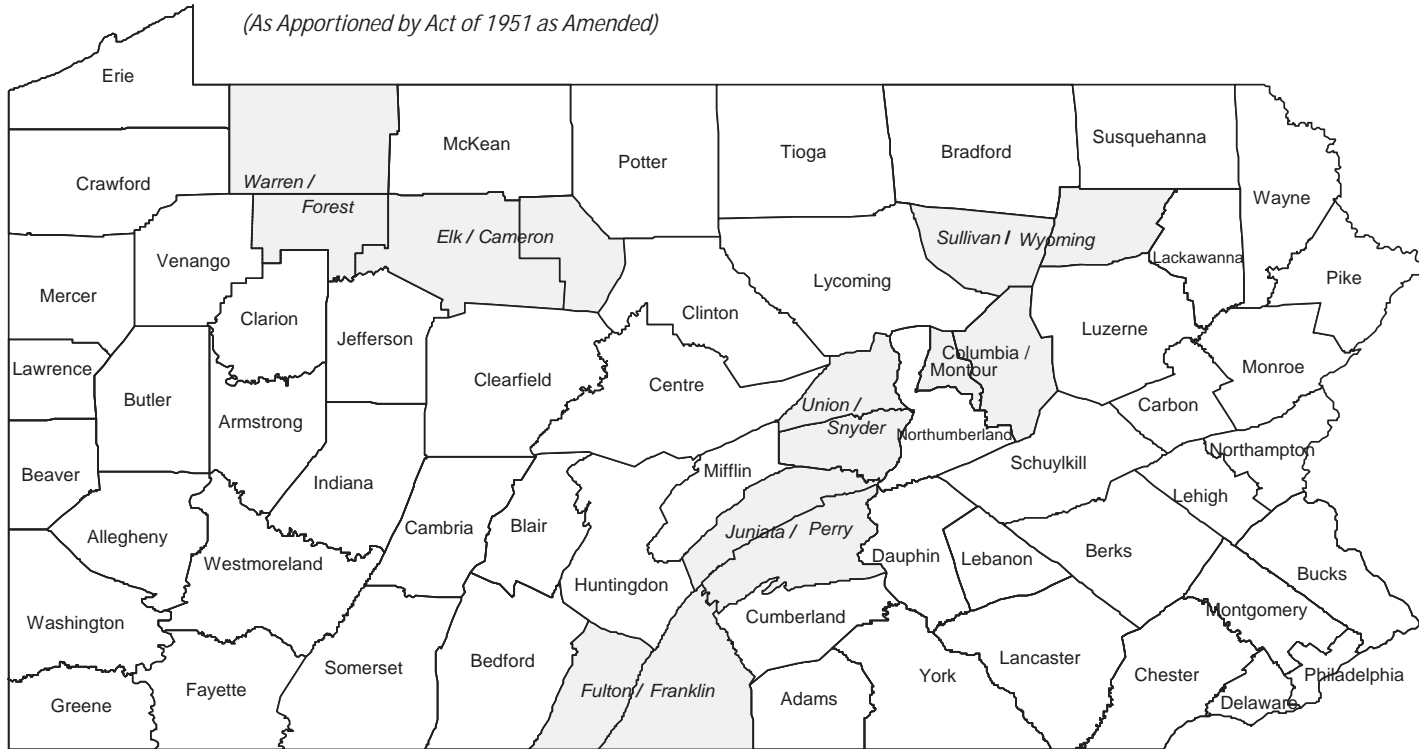 (As Apportioned by Act of 1951 as Amended)
Erie
McKean
Susquehanna
Tioga
Bradford
Potter
Crawford
Warren /
Forest
Wayne
Elk / Cameron
Sullivan / Wyoming
Venango
Lackawanna
Lycoming
Pike
Mercer
Clinton
Clarion
Luzerne
Jefferson
Columbia /
Montour
Lawrence
Clearfield
Centre
Monroe
Butler
Union /
Snyder
Carbon
Armstrong
Northumberland
Northampton
Beaver
Mifflin
Schuylkill
Indiana
Lehigh
Cambria
Blair
Juniata / Perry
Allegheny
Dauphin
Lebanon
Berks
Westmoreland
Huntingdon
Bucks
Cumberland
Montgomery
Washington
Somerset
Bedford
Lancaster
Fulton / Franklin
York
Chester
Philadelphia
Fayette
Adams
Greene
Delaware